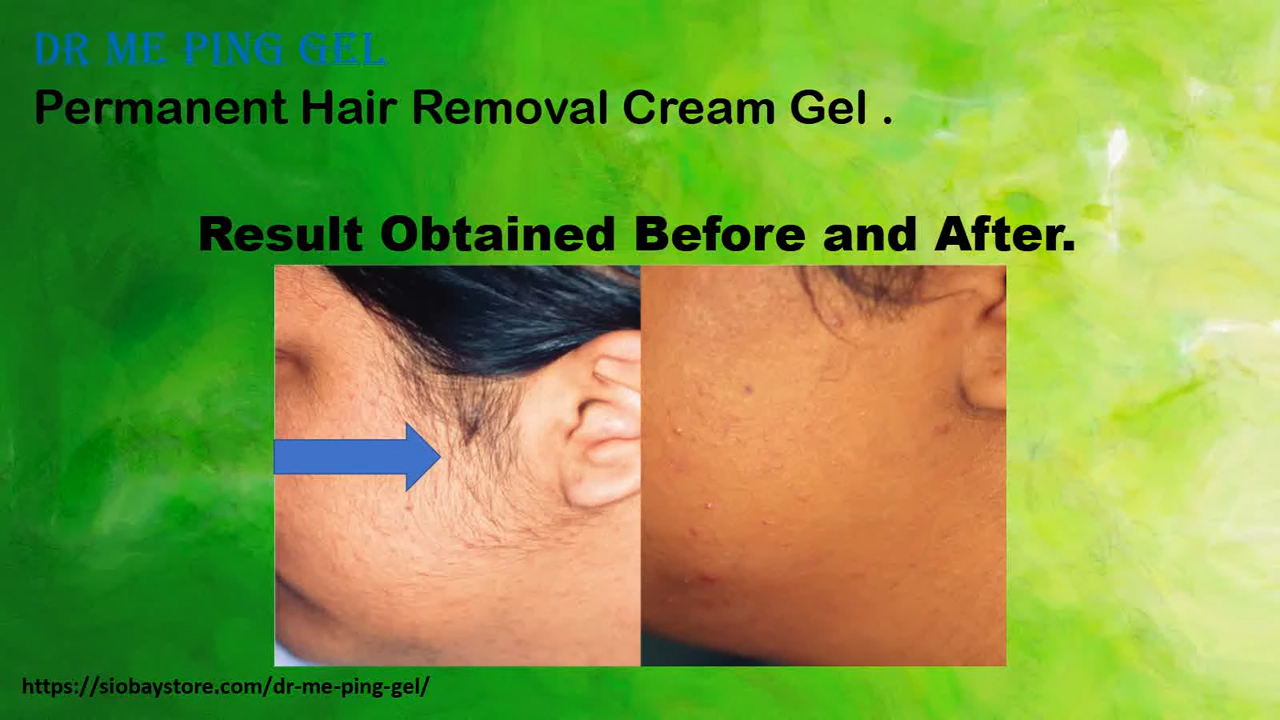 DR ME PING GEL
Permanent Hair Removal Cream Gel .
Result Obtained Before and After.
https://siobaystore.com/dr-me-ping-gel/